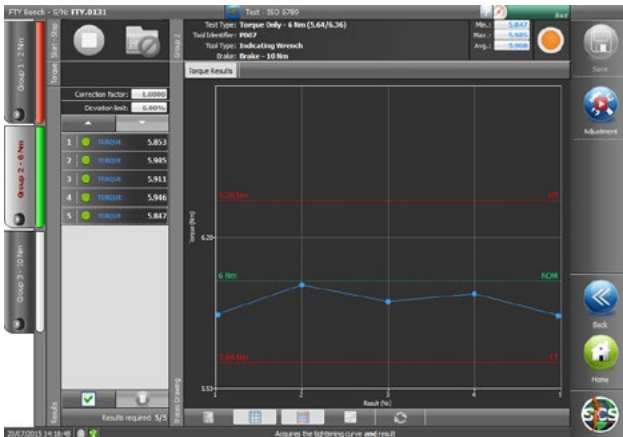 FTY Bench - S/N: FTY.0131
Test - ISO 6789
Test Type: Torque Only - 6 Nm (5.64/6.36)
Tool Identifier: P007
Tool Type: Indicating Wrench
Brake: Brake - 10 Nm
Min.: 5.847
Max.: 5.985
Avg.: 5.908
Group 1 - 2 Nm
Group 2 - 6 Nm
Group 3 - 10 Nm
Start - Stop
Torque
Group 2
Correction factor: 1.0000
Deviation limit: 6.00%
1 TORQUE 5.853
2 TORQUE 5.985
3 TORQUE 5.911
4 TORQUE 5.946
5 TORQUE 5.847
Results
Results required: 5/5
Traces Drawing
Torque Results
Torque (Nm)
6.20
6 Nm NOM
5.64 Nm
5.53
1 2 3 4 5
Result (No.)
Save
Adjustment
Back
Home
20/07/2015 14:18:48
Acquires the tightening curve and result